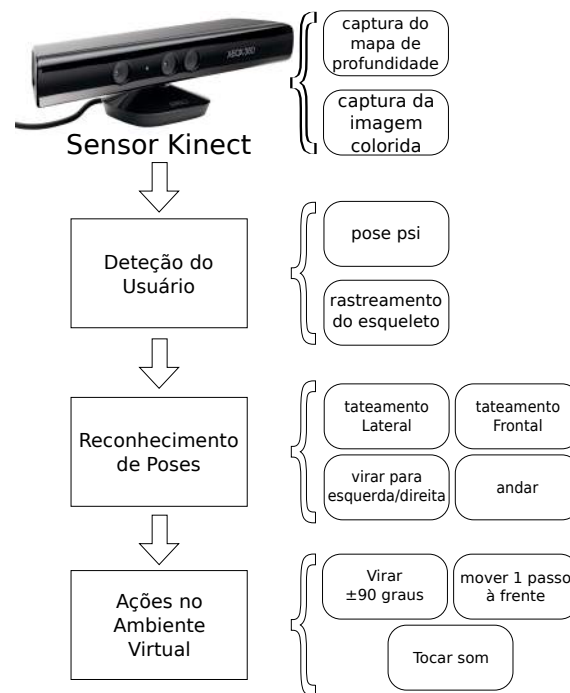 XBOX 360
captura do
mapa de
profundidade
captura da
imagem
colorida
Sensor Kinect
Deteção do
Usuário
pose psi
rastreamento
do esqueleto
Reconhecimento
de Poses
tateamento
Lateral
tateamento
Frontal
virar para
esquerda/direita
andar
Ações no
Ambiente
Virtual
Virar
±90 graus
mover 1 passo
à frente
Tocar som